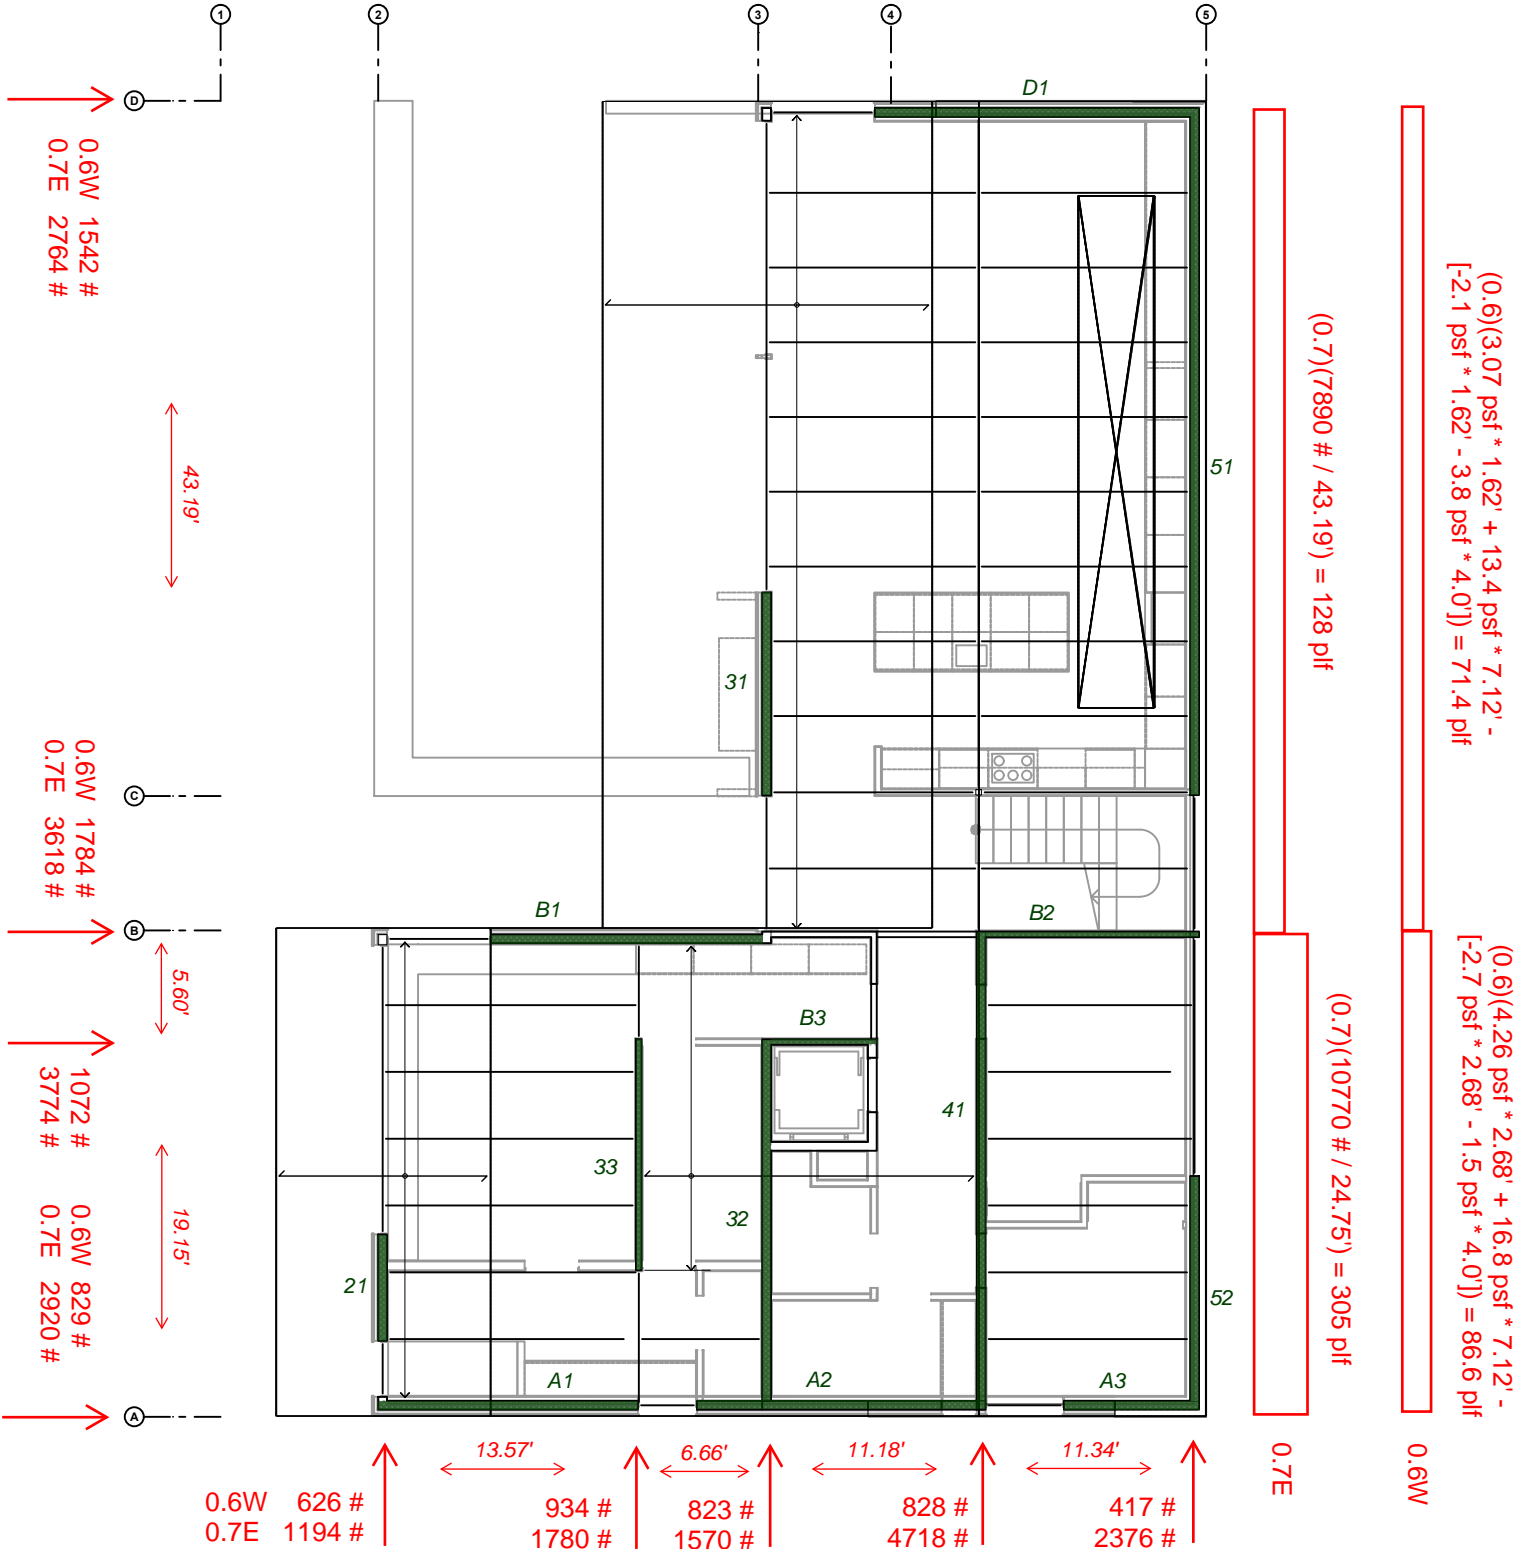 1
2
3
4
5
D
0.6W 1542 #
0.7E 2764 #
D1
(0.6)(3.07 psf * 1.62' + 13.4 psf * 7.12' -
[-2.1 psf * 1.62' - 3.8 psf * 4.0']) = 71.4 plf
(0.7)(7890 # / 43.19') = 128 plf
43.19'
51
31
C
0.6W 1784 #
0.7E 3618 #
B
B1
B2
5.60'
B3
(0.6)(4.26 psf * 2.68' + 16.8 psf * 7.12' -
[-2.7 psf * 2.68' - 1.5 psf * 4.0']) = 86.6 plf
(0.7)(10770 # / 24.75') = 305 plf
1072 #
3774 #
41
33
32
19.15'
0.6W 829 #
0.7E 2920 #
21
52
A1
A2
A3
A
13.57'
6.66'
11.18'
11.34'
0.7E
0.6W
0.6W 626 #
0.7E 1194 #
934 #
1780 #
823 #
1570 #
828 #
4718 #
417 #
2376 #